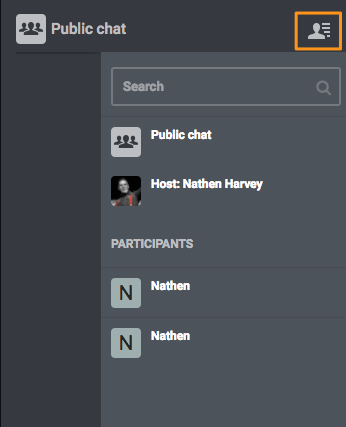 Public chat
Search
Public chat
Host: Nathen Harvey
PARTICIPANTS
N
Nathen
N
Nathen